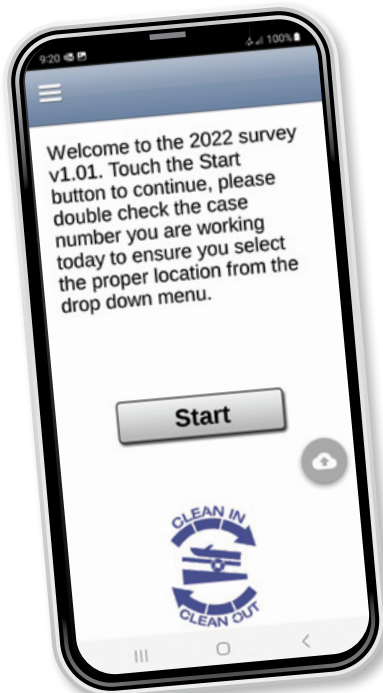 9:20
100%
Welcome to the 2022 survey
v1.01. Touch the Start
button to continue, please
double check the case
number you are working
today to ensure you select
the proper location from the
drop down menu.
Start
CLEAN IN
CLEAN OUT